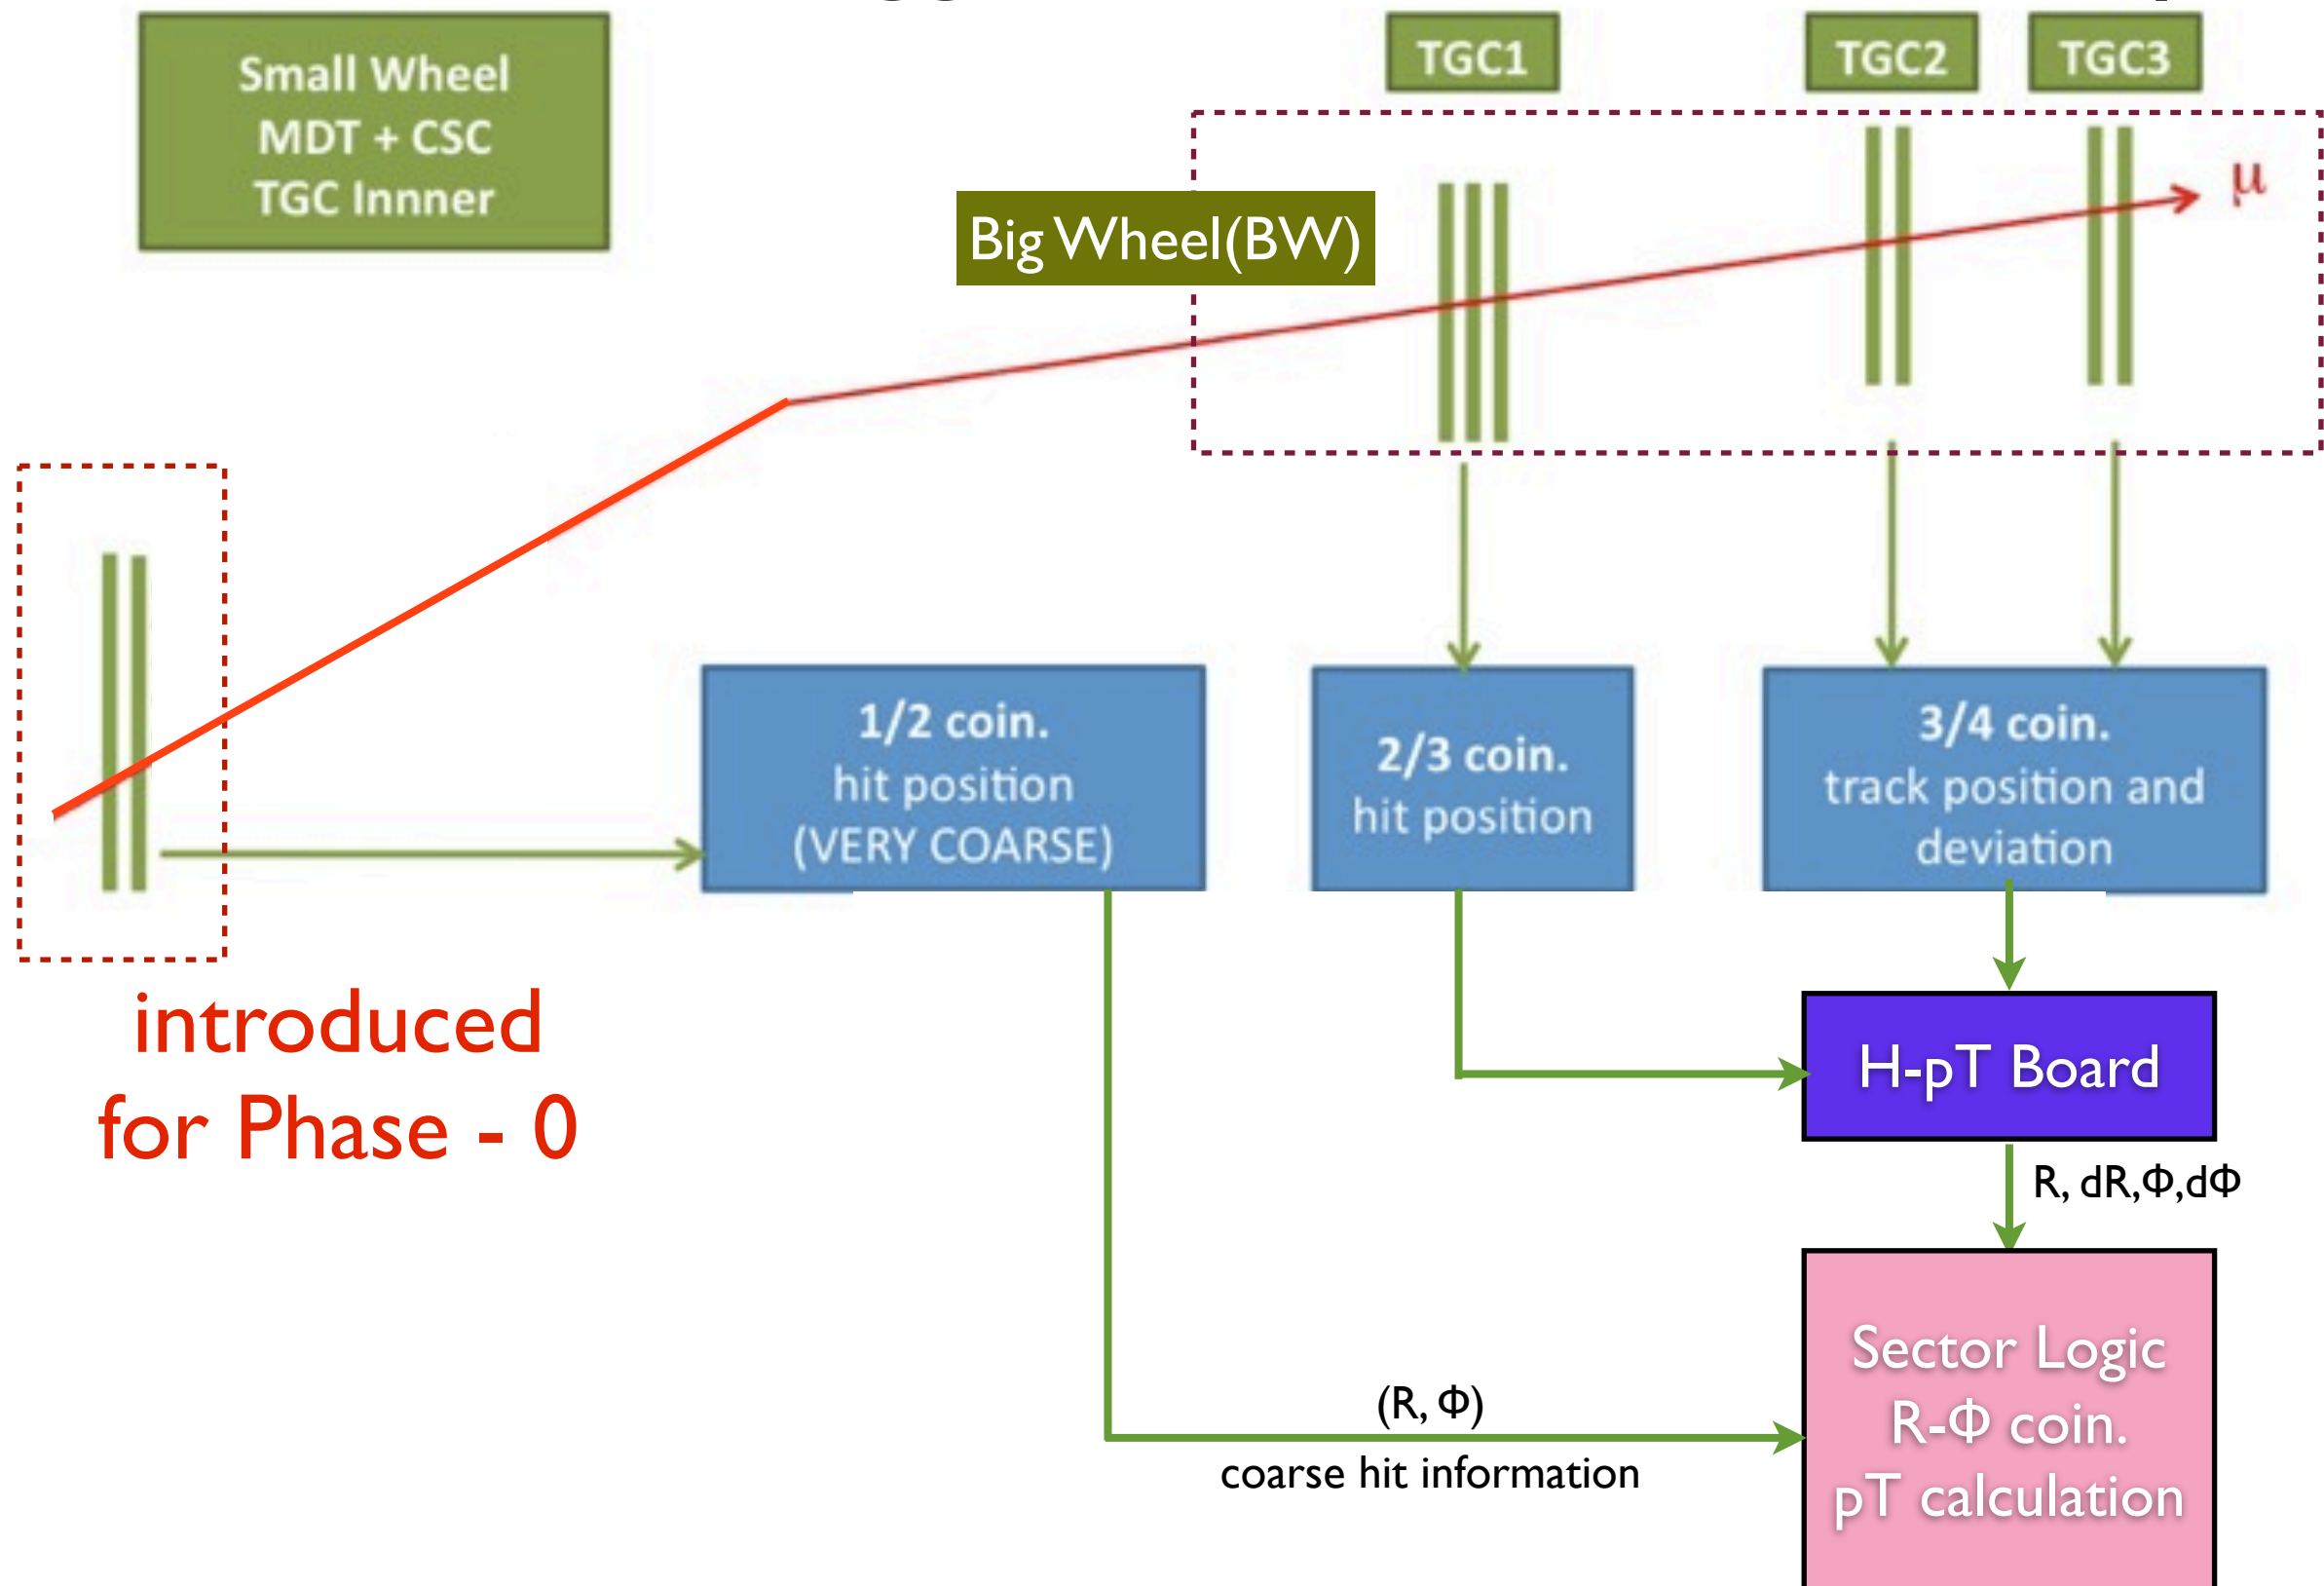 Small Wheel
MDT + CSC
TGC Innner
TGC1
TGC2
TGC3
Big Wheel(BW)
μ
1/2 coin.
hit position
(VERY COARSE)
2/3 coin.
hit position
3/4 coin.
track position and
deviation
introduced
for Phase - 0
H-pT Board
R, dR,Φ,dΦ
(R, Φ)
coarse hit information
Sector Logic
R-Φ coin.
pT calculation